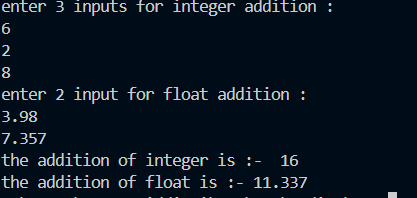 enter 3 inputs for integer addition :
6
2
8
enter 2 input for float addition :
3.98
7.357
the addition of integer is :-  16
the addition of float is :- 11.337